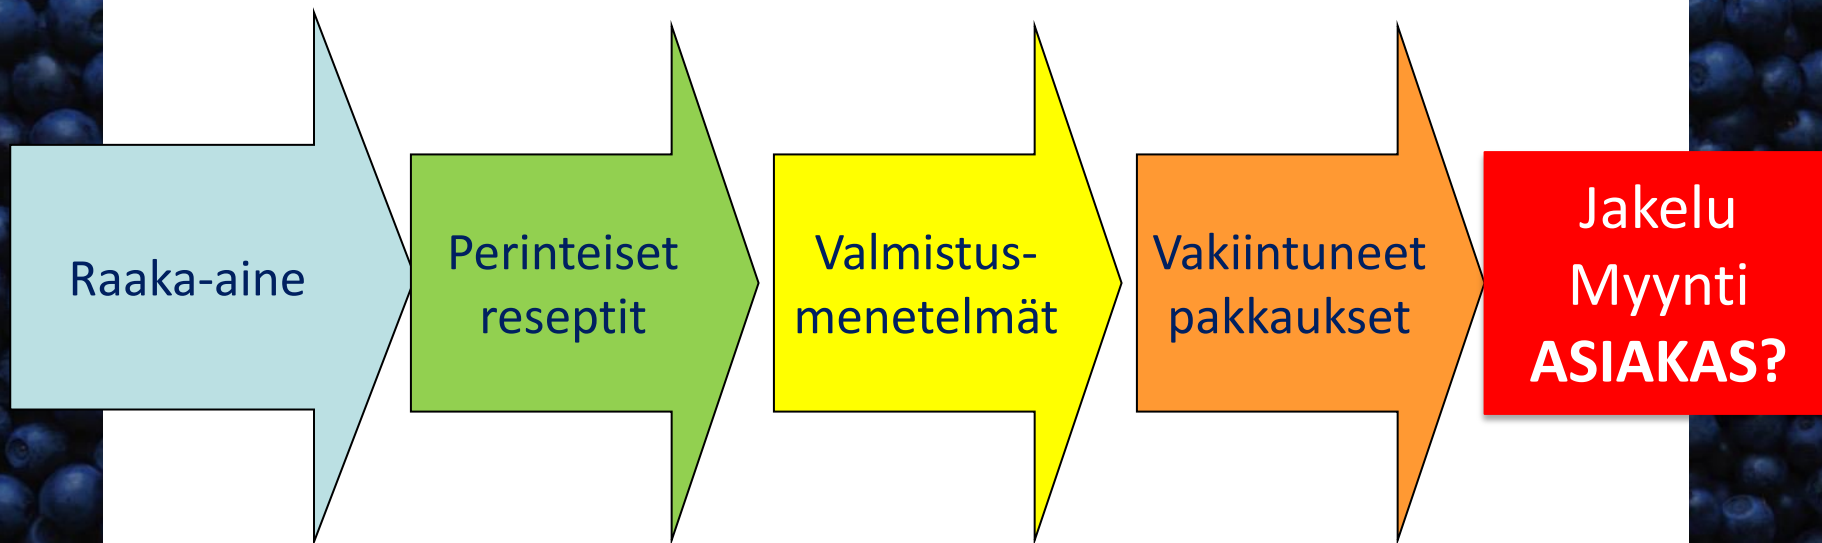 Raaka-aine
Perinteiset
reseptit
Valmistus-
menetelmät
Vakiintuneet
pakkaukset
Jakelu
Myynti
ASIAKAS?